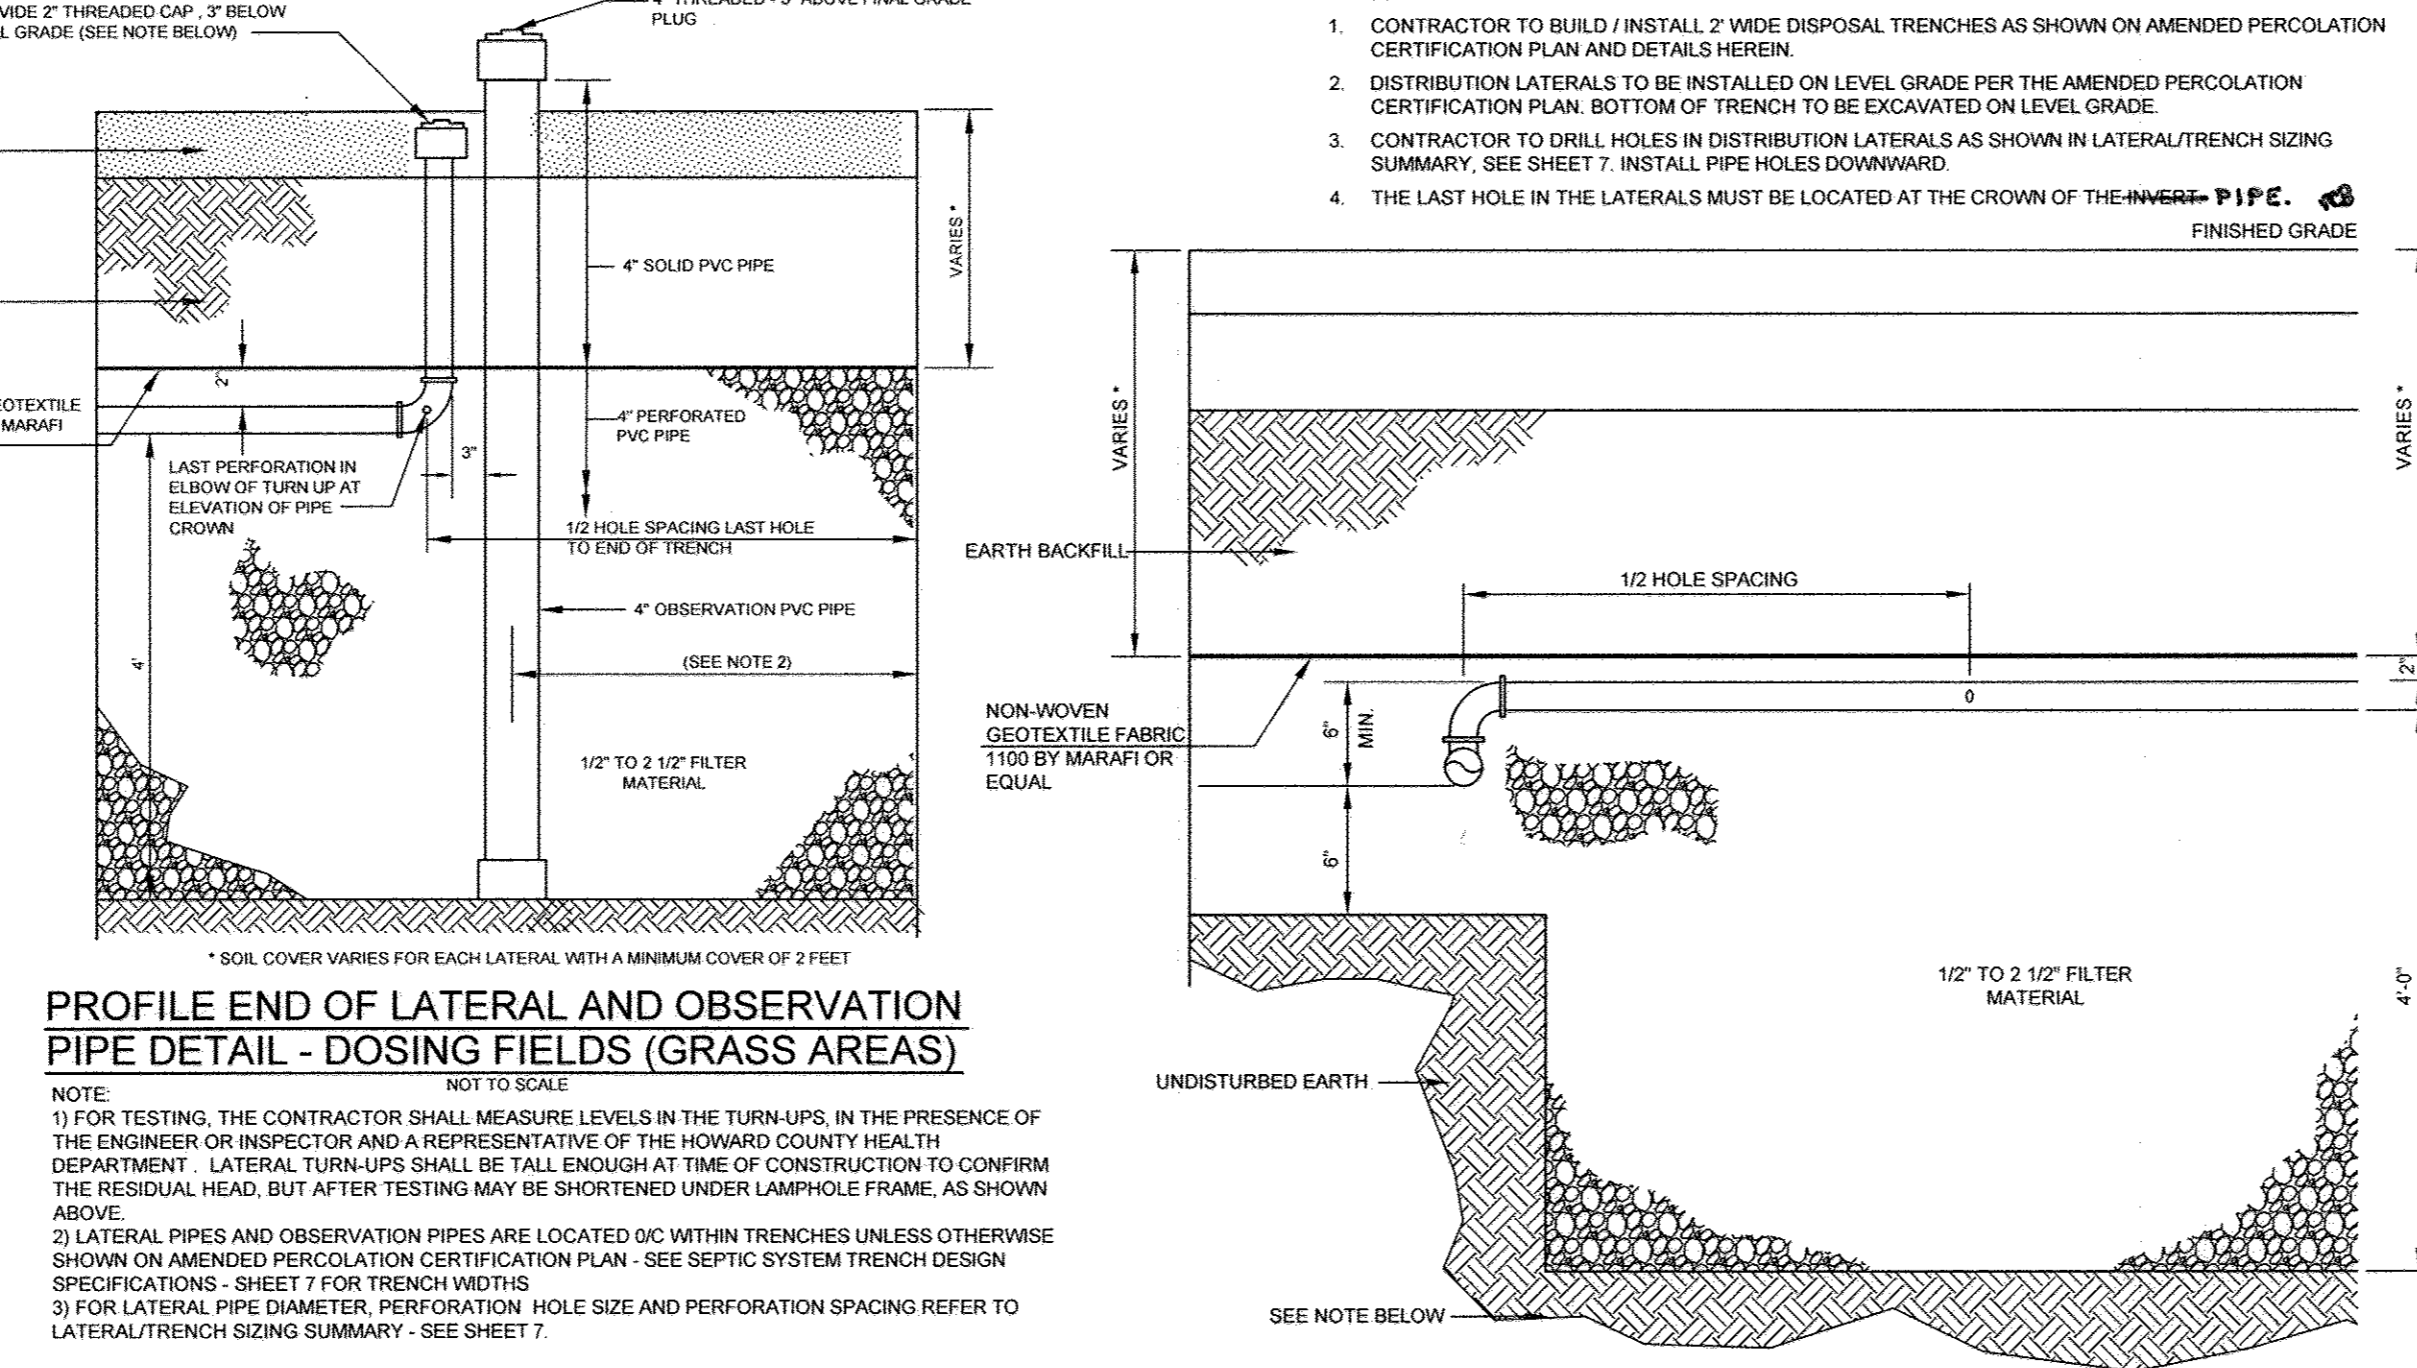 VIDE 2" THREADED CAP , 3" BELOW
L GRADE (SEE NOTE BELOW)
4" THREADED - 3" ABOVE FINAL GRADE
PLUG
VARIES *
4" SOLID PVC PIPE
2"
EOTEXTILE
MARAFI
4" PERFORATED
PVC PIPE
3"
LAST PERFORATION IN
ELBOW OF TURN UP AT
ELEVATION OF PIPE
CROWN
1/2 HOLE SPACING LAST HOLE
TO END OF TRENCH
4" OBSERVATION PVC PIPE
4'
(SEE NOTE 2)
1/2" TO 2 1/2" FILTER
MATERIAL
* SOIL COVER VARIES FOR EACH LATERAL WITH A MINIMUM COVER OF 2 FEET
PROFILE END OF LATERAL AND OBSERVATION
PIPE DETAIL - DOSING FIELDS (GRASS AREAS)
NOT TO SCALE
NOTE:
1) FOR TESTING, THE CONTRACTOR SHALL MEASURE LEVELS IN THE TURN-UPS, IN THE PRESENCE OF
THE ENGINEER OR INSPECTOR AND A REPRESENTATIVE OF THE HOWARD COUNTY HEALTH
DEPARTMENT . LATERAL TURN-UPS SHALL BE TALL ENOUGH AT TIME OF CONSTRUCTION TO CONFIRM
THE RESIDUAL HEAD, BUT AFTER TESTING MAY BE SHORTENED UNDER LAMPHOLE FRAME, AS SHOWN
ABOVE.
2) LATERAL PIPES AND OBSERVATION PIPES ARE LOCATED 0/C WITHIN TRENCHES UNLESS OTHERWISE
SHOWN ON AMENDED PERCOLATION CERTIFICATION PLAN - SEE SEPTIC SYSTEM TRENCH DESIGN
SPECIFICATIONS - SHEET 7 FOR TRENCH WIDTHS
3) FOR LATERAL PIPE DIAMETER, PERFORATION HOLE SIZE AND PERFORATION SPACING REFER TO
LATERAL/TRENCH SIZING SUMMARY - SEE SHEET 7.
1. CONTRACTOR TO BUILD / INSTALL 2' WIDE DISPOSAL TRENCHES AS SHOWN ON AMENDED PERCOLATION
CERTIFICATION PLAN AND DETAILS HEREIN.
2. DISTRIBUTION LATERALS TO BE INSTALLED ON LEVEL GRADE PER THE AMENDED PERCOLATION
CERTIFICATION PLAN. BOTTOM OF TRENCH TO BE EXCAVATED ON LEVEL GRADE.
3. CONTRACTOR TO DRILL HOLES IN DISTRIBUTION LATERALS AS SHOWN IN LATERAL/TRENCH SIZING
SUMMARY, SEE SHEET 7. INSTALL PIPE HOLES DOWNWARD.
4. THE LAST HOLE IN THE LATERALS MUST BE LOCATED AT THE CROWN OF THE INVERT PIPE.
FINISHED GRADE
VARIES *
VARIES *
EARTH BACKFILL
1/2 HOLE SPACING
2"
NON-WOVEN
GEOTEXTILE FABRIC
1100 BY MARAFI OR
EQUAL
6"
MIN.
6"
1/2" TO 2 1/2" FILTER
MATERIAL
4'-0"
UNDISTURBED EARTH
SEE NOTE BELOW